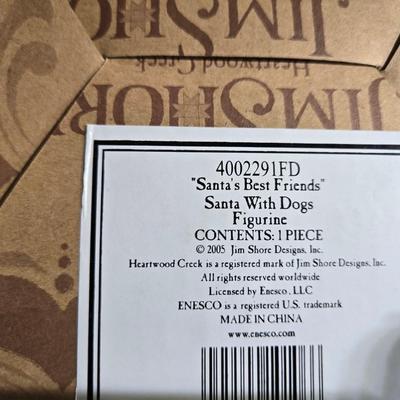 JIM SHOR
Heartwood Creek
JIM SHOR
4002291FD
"Santa's Best Friends"
Santa With Dogs
Figurine
CONTENTS: 1 PIECE
© 2005 Jim Shore Designs, Inc.
Heartwood Creek is a registered mark of Jim Shore Designs, Inc.
All rights reserved worldwide
Licensed by Enesco, LLC
ENESCO is a registered U.S. trademark
MADE IN CHINA
www.enesco.com